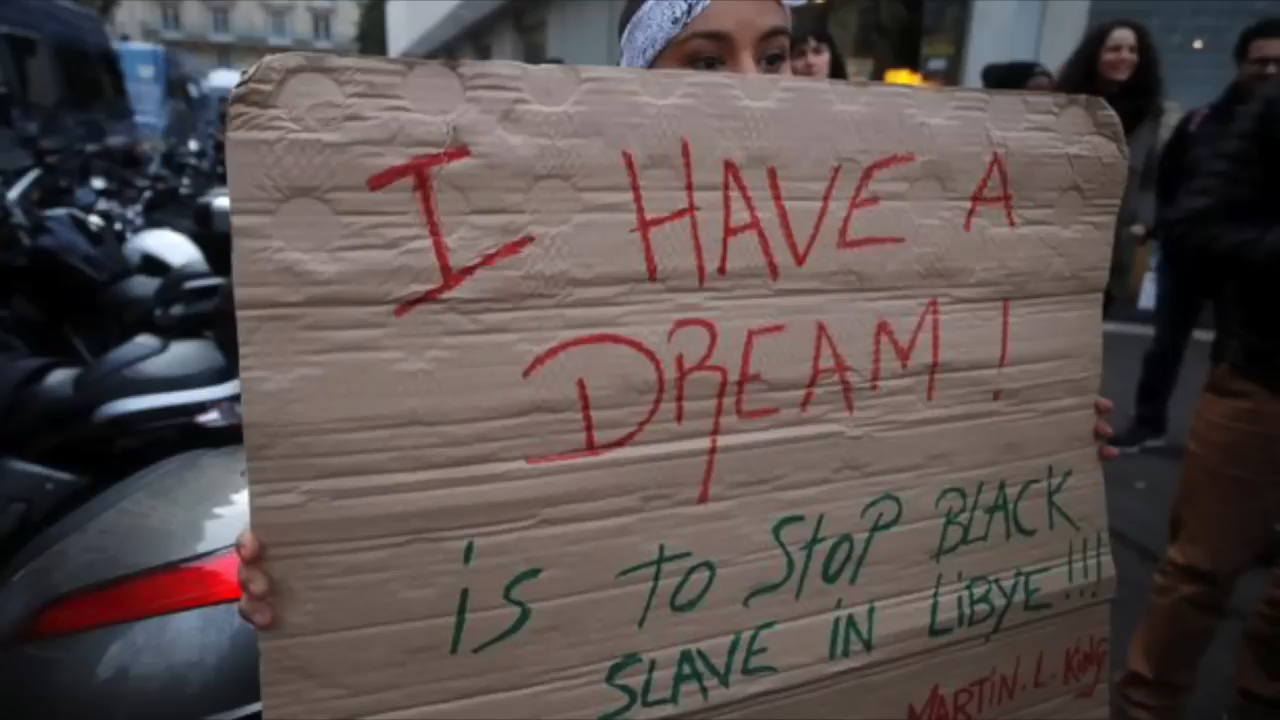 I HAVE A
DREAM!
is To StoP BLACK
SLAVE iN LiBYE!!!
MARTiN.L.KiNg